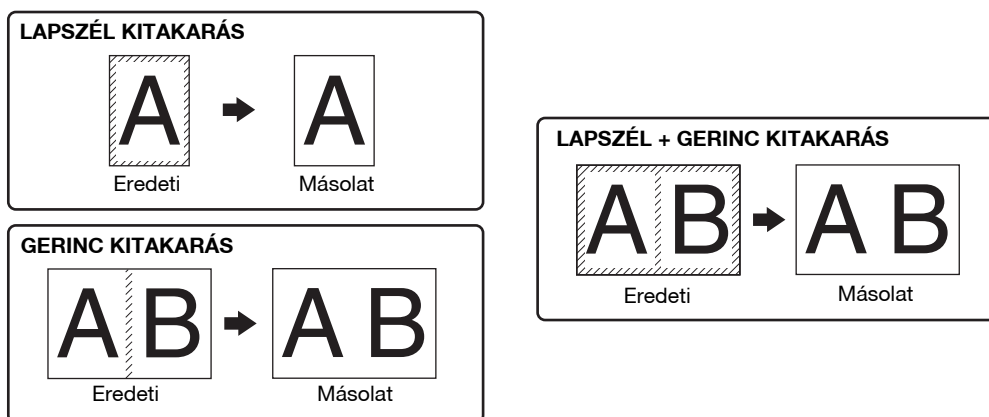 LAPSZÉL KITAKARÁS
A A
Eredeti Másolat
GERINC KITAKARÁS
A B A B
Eredeti Másolat
LAPSZÉL + GERINC KITAKARÁS
A B A B
Eredeti Másolat